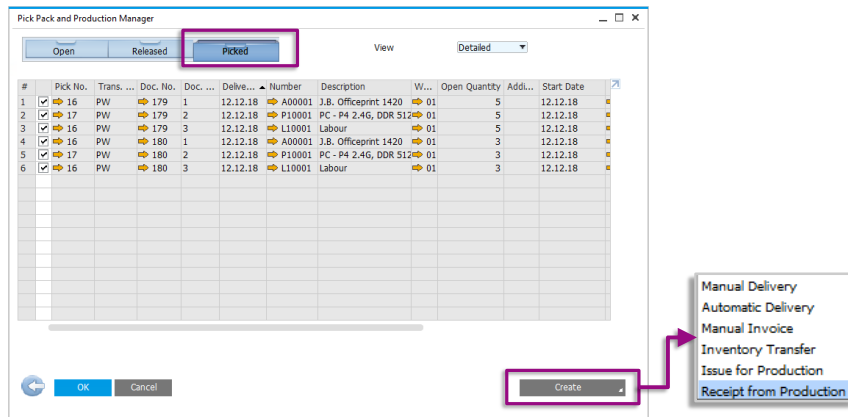 Pick Pack and Production Manager
Open Released Picked View Detailed
# Pick No. Trans. ... Doc. No. Doc. ... Delive... Number Description W... Open Quantity Addi... Start Date
1 16 PW 179 1 12.12.18 A00001 J.B. Officeprint 1420 01 5 12.12.18
2 17 PW 179 2 12.12.18 P10001 PC - P4 2.4G, DDR 512 01 5 12.12.18
3 16 PW 179 3 12.12.18 L10001 Labour 01 5 12.12.18
4 16 PW 180 1 12.12.18 A00001 J.B. Officeprint 1420 01 3 12.12.18
5 17 PW 180 2 12.12.18 P10001 PC - P4 2.4G, DDR 512 01 3 12.12.18
6 16 PW 180 3 12.12.18 L10001 Labour 01 3 12.12.18
OK Cancel Create
Manual Delivery
Automatic Delivery
Manual Invoice
Inventory Transfer
Issue for Production
Receipt from Production